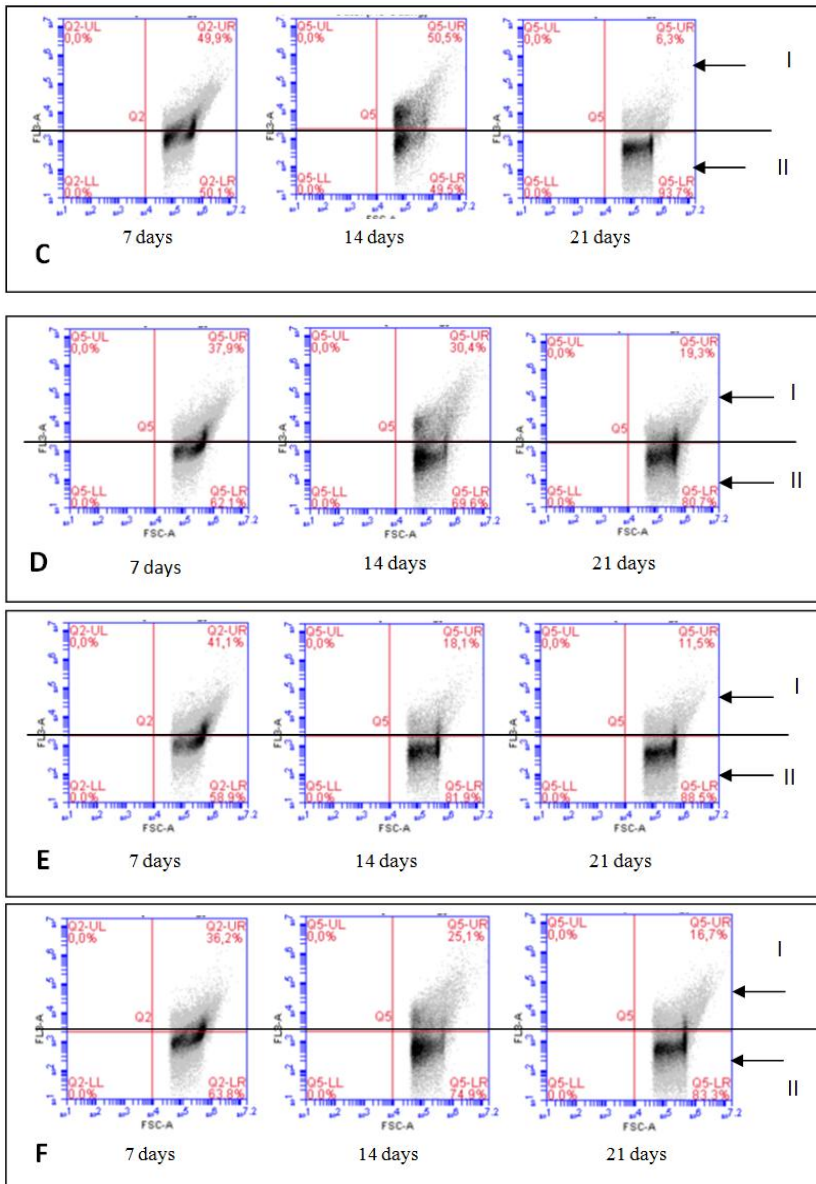 Q2-UL Q2-UR Q5-UL Q5-UR Q5-UL Q5-UR
0,0% 49,9% 0,0% 50,5% 0,0% 6,3%
I
Q2 Q5 Q5
FL3-A
II
Q2-LL Q2-LR Q5-LL Q5-LR Q5-LL Q5-LR
0,0% 50,1% 0,0% 49,5% 0,0% 93,7%
FSC-A
7 days 14 days 21 days
C
Q5-UL Q5-UR Q5-UL Q5-UR Q5-UL Q5-UR
0,0% 37,9% 0,0% 30,4% 0,0% 19,3%
I
Q5 Q5 Q5
FL3-A FL3-A FL3-A
II
Q5-LL Q5-LR Q5-LL Q5-LR Q5-LL Q5-LR
0,0% 62,1% 0,0% 69,6% 0,0% 80,7%
FSC-A FSC-A FSC-A
D
7 days 14 days 21 days
Q2-UL Q2-UR Q5-UL Q5-UR Q5-UL Q5-UR
0,0% 41,1% 0,0% 18,1% 0,0% 11,5%
I
Q2 Q5 Q5
FL3-A FL3-A FL3-A
II
Q2-LL Q2-LR Q5-LL Q5-LR Q5-LL Q5-LR
0,0% 58,9% 0,0% 81,9% 0,0% 88,5%
FSC-A FSC-A FSC-A
E
7 days 14 days 21 days
Q2-UL Q2-UR Q5-UL Q5-UR Q5-UL Q5-UR
0,0% 36,2% 0,0% 25,1% 0,0% 16,7%
I
Q2 Q5 Q5
FL3-A FL3-A FL3-A
II
Q2-LL Q2-LR Q5-LL Q5-LR Q5-LL Q5-LR
0,0% 63,8% 0,0% 74,9% 0,0% 83,3%
FSC-A FSC-A FSC-A
F
7 days 14 days 21 days